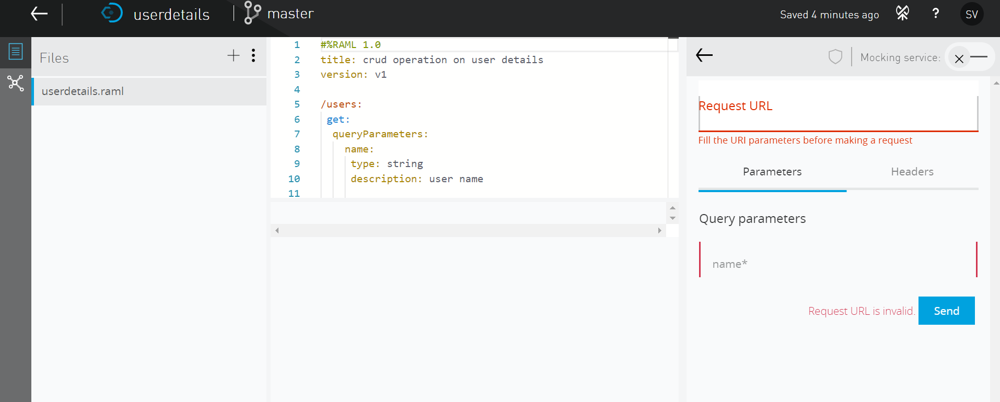 userdetails
master
Saved 4 minutes ago
?
SV
Files
userdetails.raml
1 #%RAML 1.0
2 title: crud operation on user details
3 version: v1
4
5 /users:
6 get:
7 queryParameters:
8 name:
9 type: string
10 description: user name
11
Mocking service:
Request URL
Fill the URI parameters before making a request
Parameters Headers
Query parameters
name*
Request URL is invalid. Send